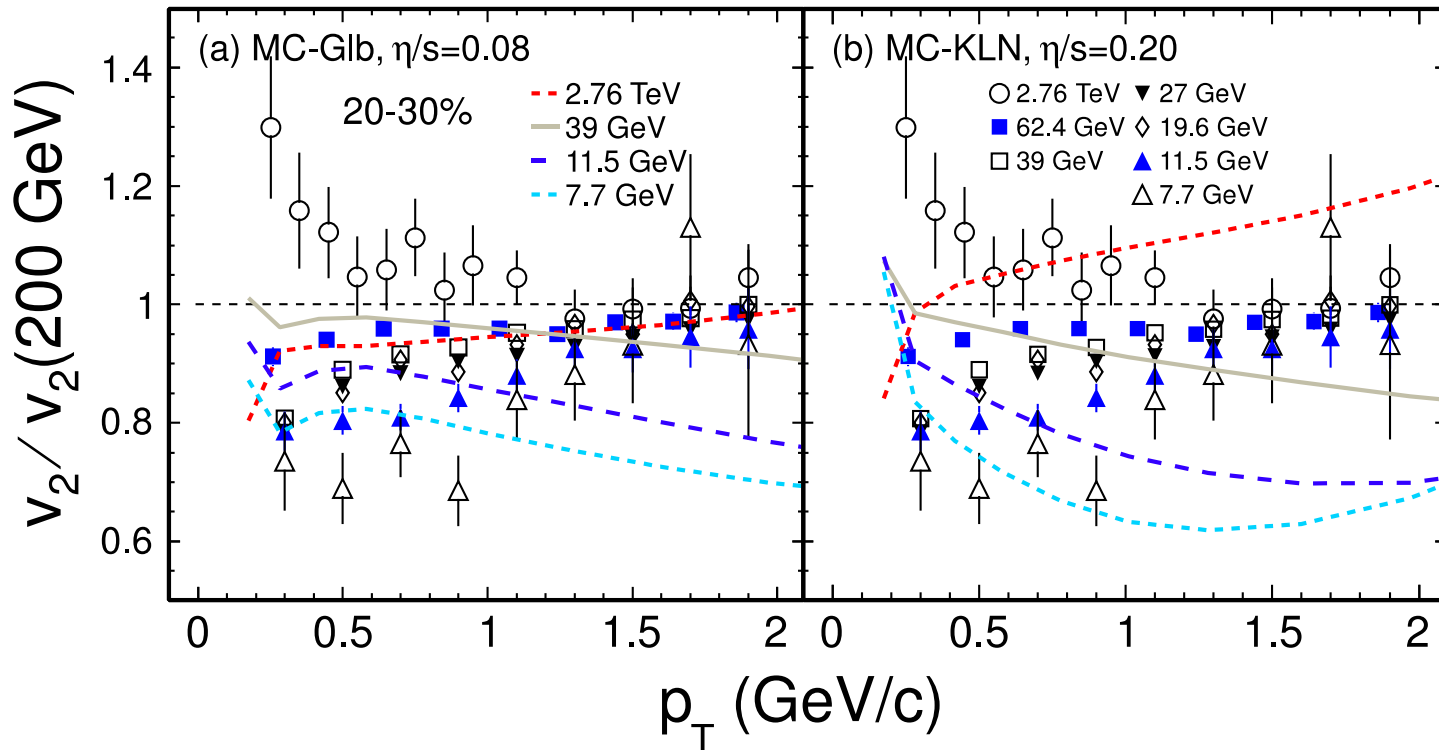 v₂/ v₂(200 GeV)
1.4
1.2
1
0.8
0.6
(a) MC-Glb, η/s=0.08
20-30%
2.76 TeV
39 GeV
11.5 GeV
7.7 GeV
(b) MC-KLN, η/s=0.20
2.76 TeV
27 GeV
62.4 GeV
19.6 GeV
39 GeV
11.5 GeV
7.7 GeV
0 0.5 1 1.5 2
0 0.5 1 1.5 2
p_T (GeV/c)